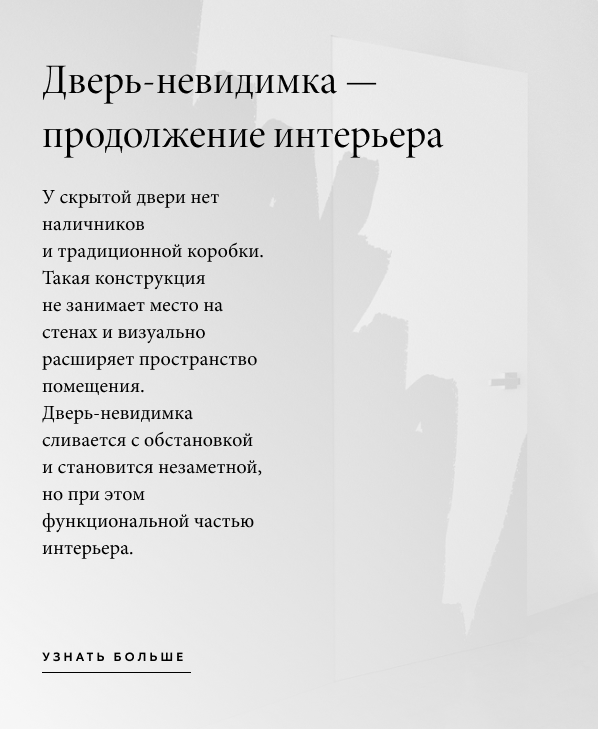 Дверь-невидимка —
продолжение интерьера
У скрытой двери нет
наличников
и традиционной коробки.
Такая конструкция
не занимает место на
стенах и визуально
расширяет пространство
помещения.
Дверь-невидимка
сливается с обстановкой
и становится незаметной,
но при этом
функциональной частью
интерьера.
УЗНАТЬ БОЛЬШЕ